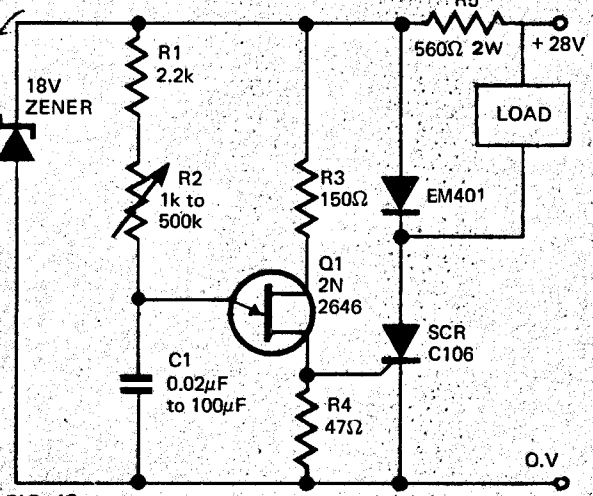 R5
560Ω 2W
+ 28V
R1
2.2k
18V
ZENER
LOAD
R2
1k to
500k
R3
150Ω
EM401
Q1
2N
2646
SCR
C106
C1
0.02μF
to 100μF
R4
47Ω
O.V